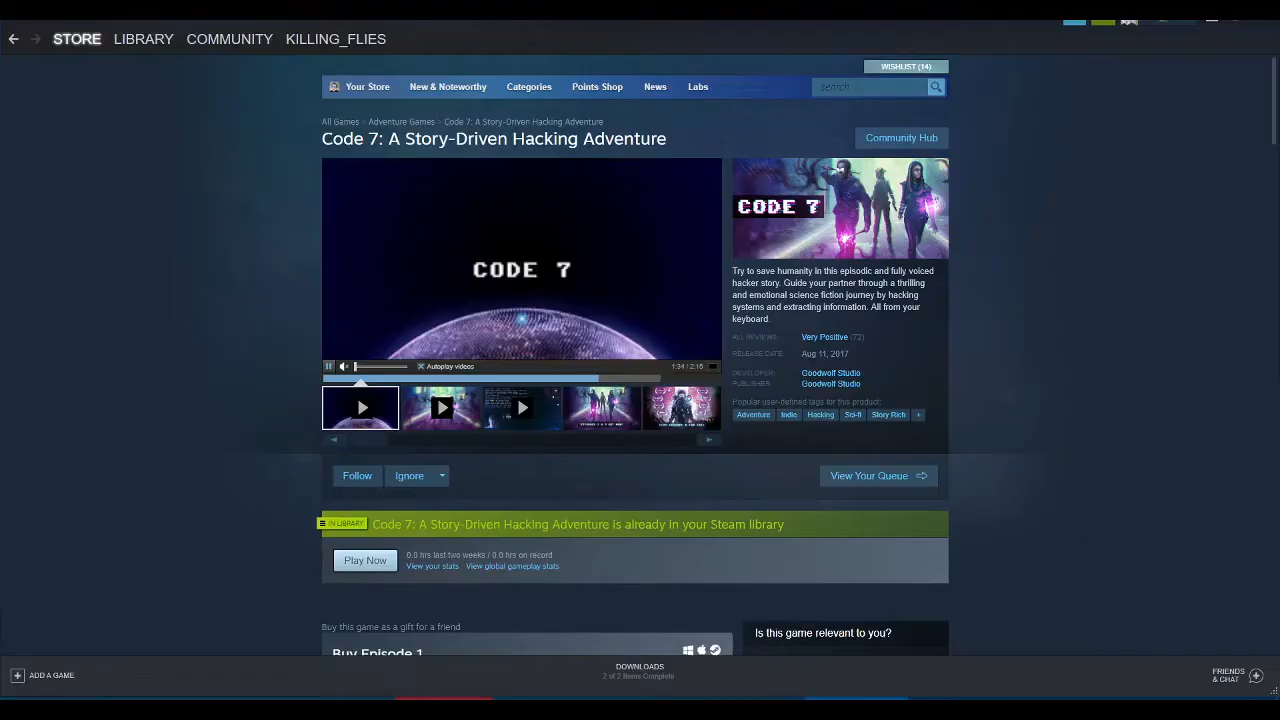 STORE LIBRARY COMMUNITY KILLING_FLIES
WISHLIST (14)
Your Store New & Noteworthy Categories Points Shop News Labs search
All Games > Adventure Games > Code 7: A Story-Driven Hacking Adventure
Code 7: A Story-Driven Hacking Adventure
Community Hub
CODE 7
CODE 7
Try to save humanity in this episodic and fully voiced
hacker story. Guide your partner through a thrilling
and emotional science fiction journey by hacking
systems and extracting information. All from your
keyboard.
ALL REVIEWS: Very Positive (72)
RELEASE DATE: Aug 11, 2017
DEVELOPER: Goodwolf Studio
PUBLISHER: Goodwolf Studio
Popular user-defined tags for this product:
Adventure Indie Hacking Sci-fi Story Rich +
Autoplay videos 1:34 / 2:15
Follow Ignore View Your Queue
IN LIBRARY Code 7: A Story-Driven Hacking Adventure is already in your Steam library
Play Now
0.0 hrs last two weeks / 0.0 hrs on record
View your stats View global gameplay stats
Buy this game as a gift for a friend
Buy Episode 1
Is this game relevant to you?
ADD A GAME
DOWNLOADS
2 of 2 Items Complete
FRIENDS
& CHAT